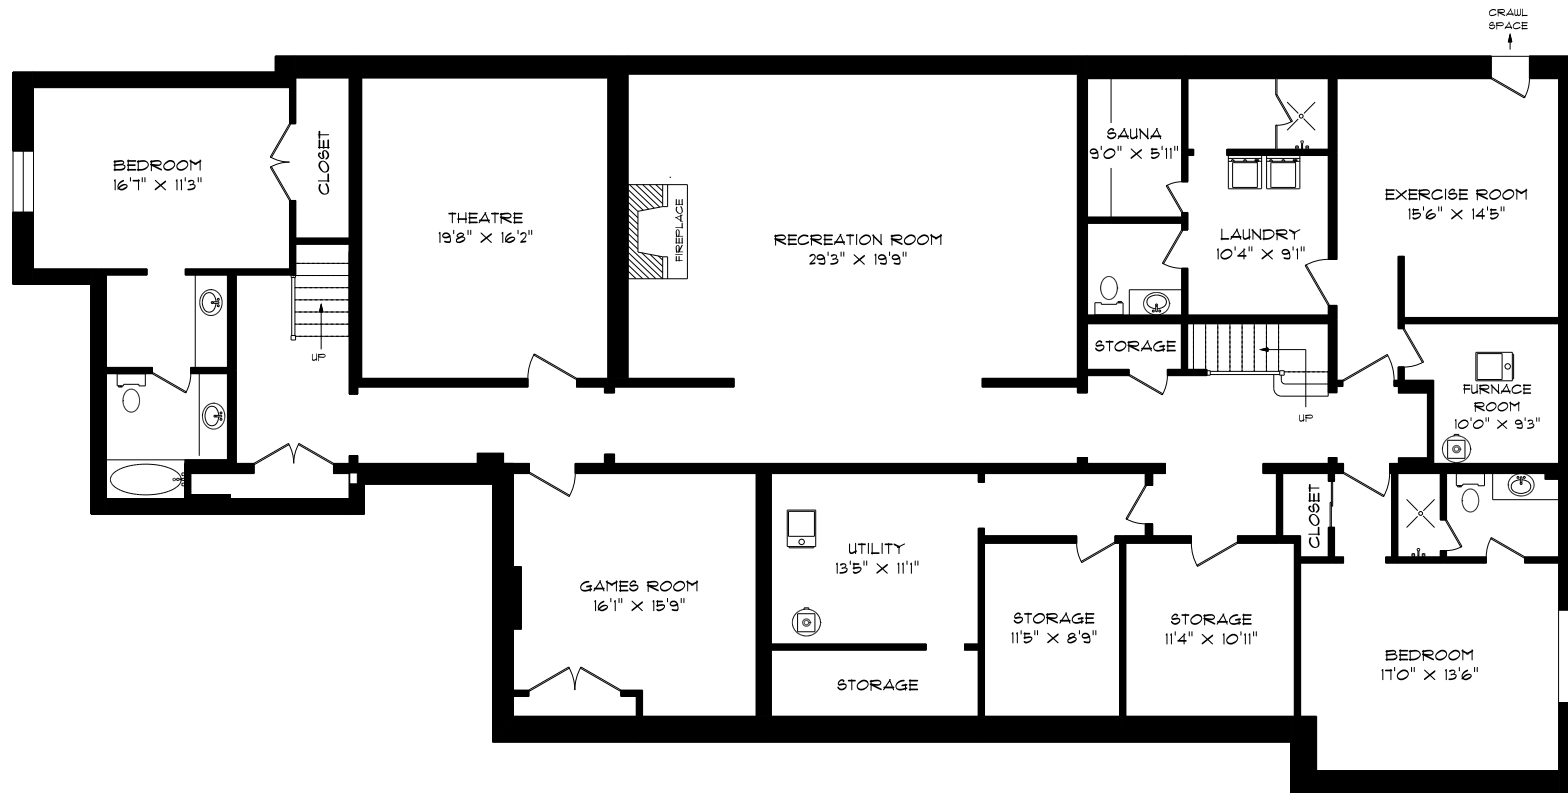 CRAWL
SPACE
BEDROOM
16'7" X 11'3"
CLOSET
UP
THEATRE
19'8" X 16'2"
FIREPLACE
RECREATION ROOM
29'3" X 19'9"
SAUNA
9'0" X 5'11"
LAUNDRY
10'4" X 9'1"
EXERCISE ROOM
15'6" X 14'5"
STORAGE
UP
FURNACE
ROOM
10'0" X 9'3"
GAMES ROOM
16'1" X 15'9"
UTILITY
13'5" X 11'1"
STORAGE
STORAGE
11'5" X 8'9"
STORAGE
11'4" X 10'11"
CLOSET
BEDROOM
17'0" X 13'6"